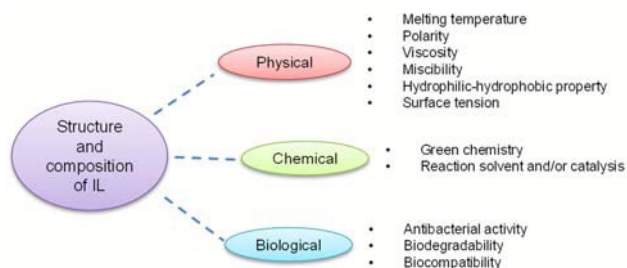 Structure
and
composition
of IL
Physical
• Melting temperature
• Polarity
• Viscosity
• Miscibility
• Hydrophilic-hydrophobic property
• Surface tension
Chemical
• Green chemistry
• Reaction solvent and/or catalysis
Biological
• Antibacterial activity
• Biodegradability
• Biocompatibility